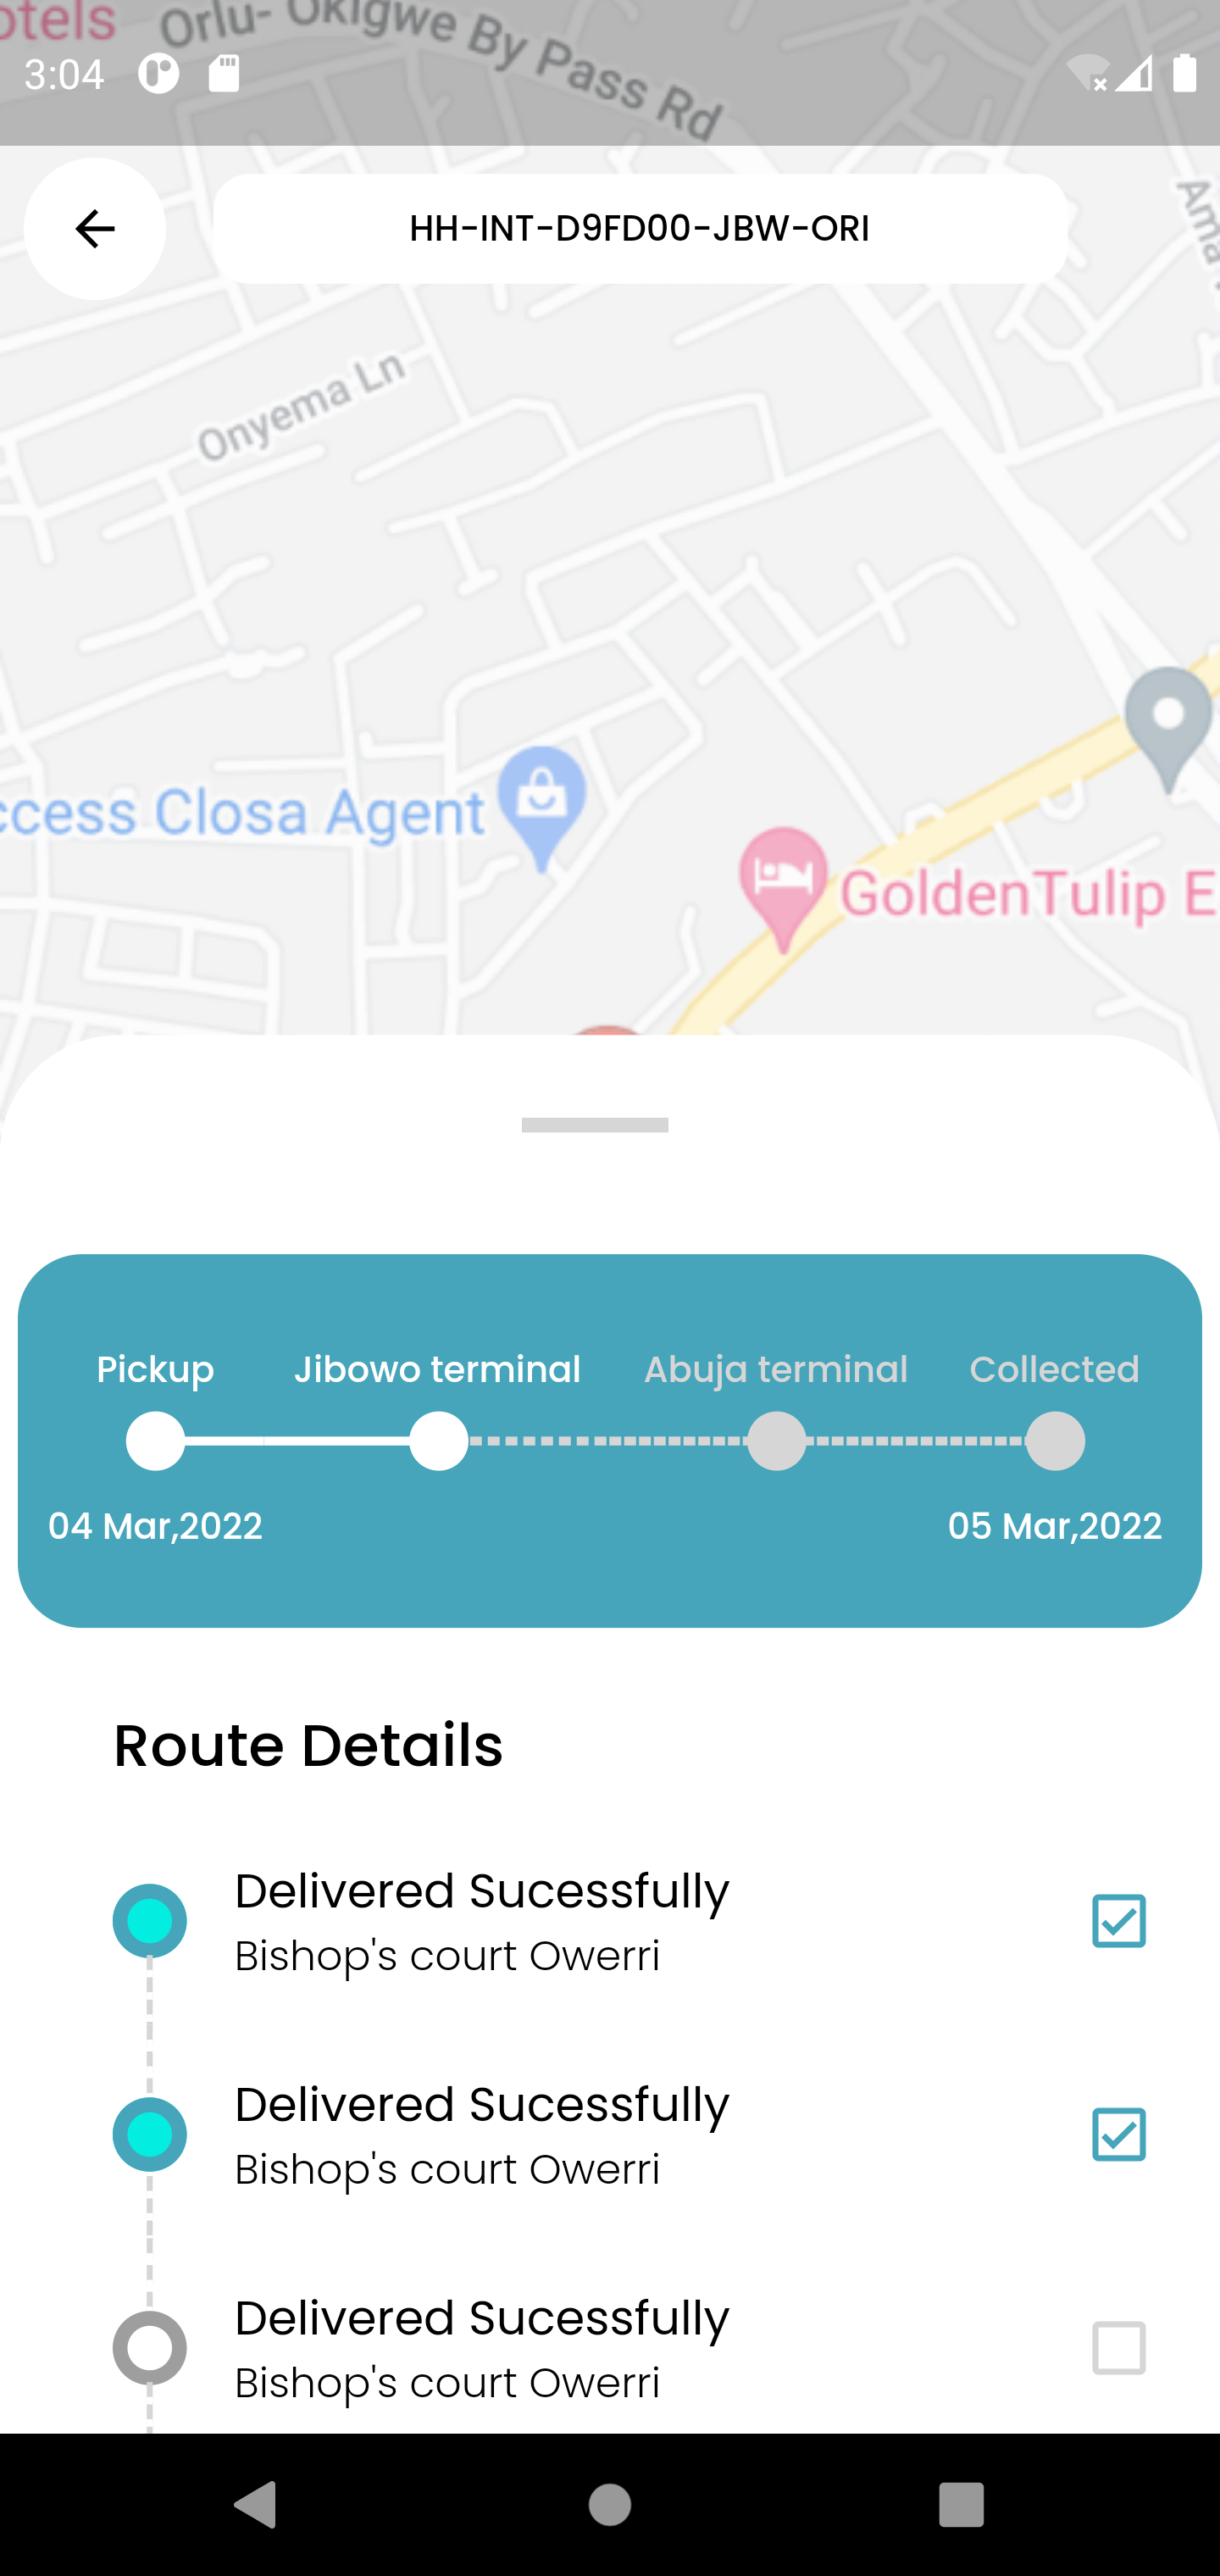 otels
Orlu- Okigwe By Pass Rd
3:04
HH-INT-D9FD00-JBW-ORI
Ama
Onyema Ln
ccess Closa Agent
GoldenTulip E
Pickup Jibowo terminal Abuja terminal Collected
04 Mar,2022 05 Mar,2022
Route Details
Delivered Sucessfully
Bishop's court Owerri
Delivered Sucessfully
Bishop's court Owerri
Delivered Sucessfully
Bishop's court Owerri